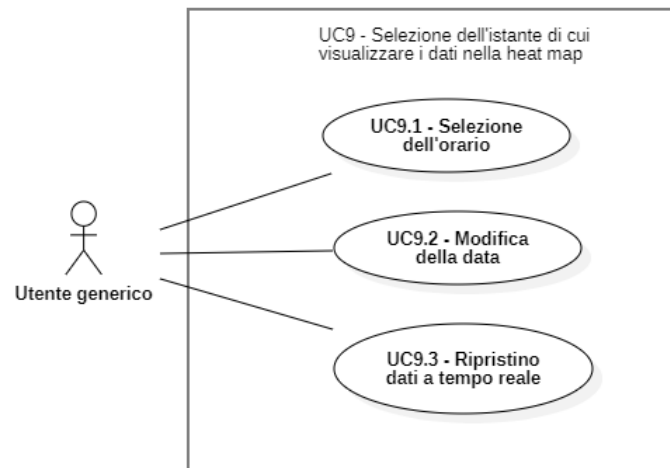 UC9 - Selezione dell'istante di cui
visualizzare i dati nella heat map
UC9.1 - Selezione
dell'orario
UC9.2 - Modifica
della data
Utente generico
UC9.3 - Ripristino
dati a tempo reale